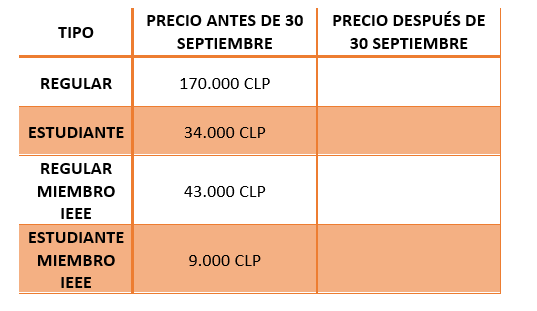 TIPO
PRECIO ANTES DE 30
SEPTIEMBRE
PRECIO DESPUÉS DE
30 SEPTIEMBRE
REGULAR
170.000 CLP
ESTUDIANTE
34.000 CLP
REGULAR
MIEMBRO
IEEE
43.000 CLP
ESTUDIANTE
MIEMBRO
IEEE
9.000 CLP